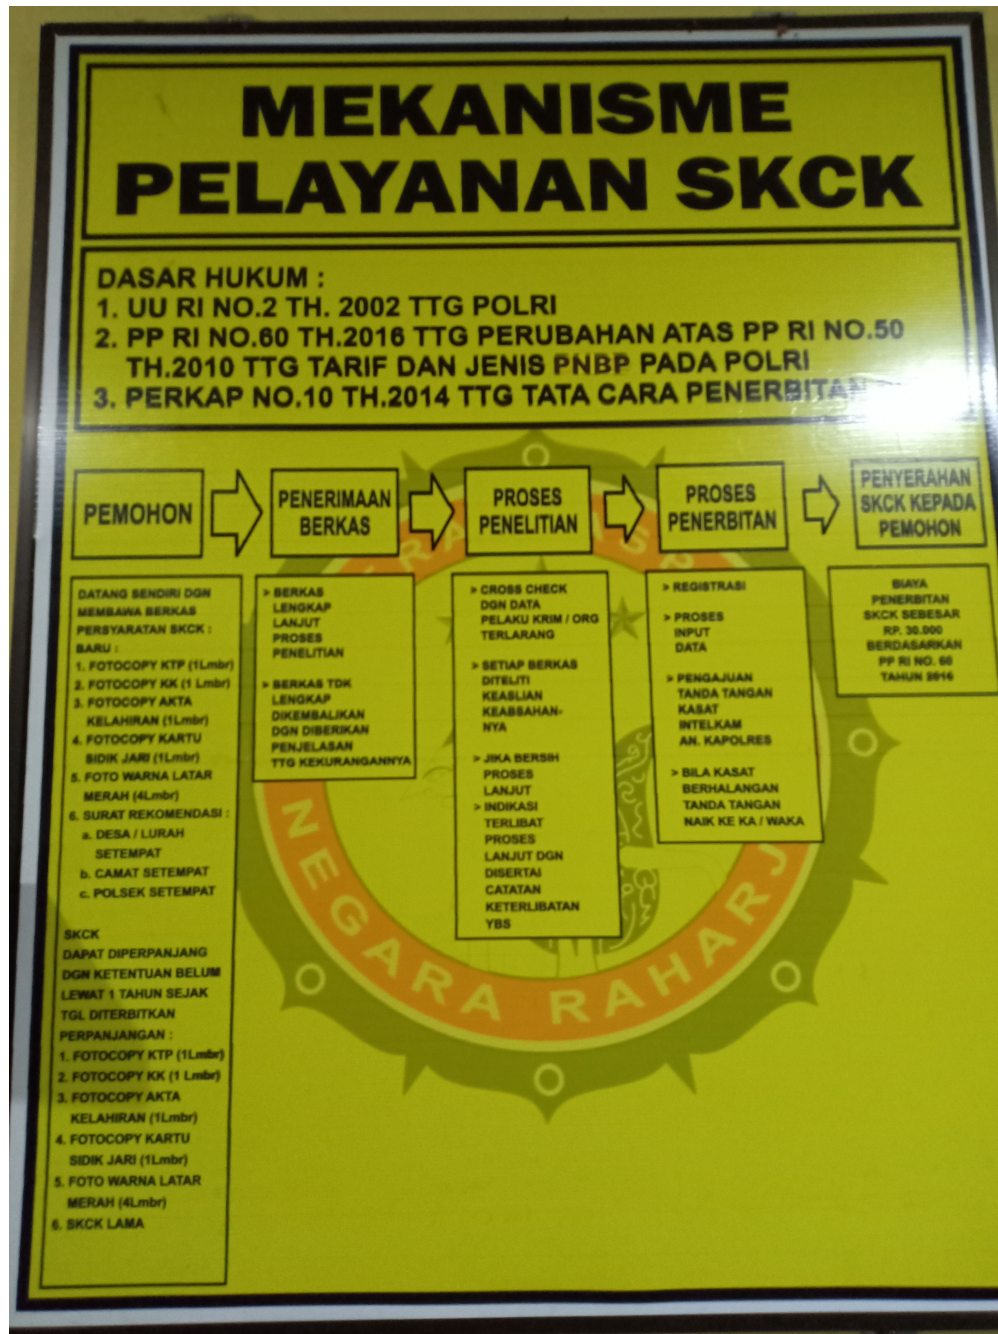 MEKANISME
PELAYANAN SKCK
DASAR HUKUM :
1. UU RI NO.2 TH. 2002 TTG POLRI
2. PP RI NO.60 TH.2016 TTG PERUBAHAN ATAS PP RI NO.50
TH.2010 TTG TARIF DAN JENIS PNBP PADA POLRI
3. PERKAP NO.10 TH.2014 TTG TATA CARA PENERBITAN
PEMOHON
PENERIMAAN
BERKAS
PROSES
PENELITIAN
PROSES
PENERBITAN
PENYERAHAN
SKCK KEPADA
PEMOHON
DATANG SENDIRI DGN
MEMBAWA BERKAS
PERSYARATAN SKCK :
BARU :
1. FOTOCOPY KTP (1Lmbr)
2. FOTOCOPY KK (1 Lmbr)
3. FOTOCOPY AKTA
KELAHIRAN (1Lmbr)
4. FOTOCOPY KARTU
SIDIK JARI (1Lmbr)
5. FOTO WARNA LATAR
MERAH (4Lmbr)
6. SURAT REKOMENDASI :
a. DESA / LURAH
SETEMPAT
b. CAMAT SETEMPAT
c. POLSEK SETEMPAT
SKCK
DAPAT DIPERPANJANG
DGN KETENTUAN BELUM
LEWAT 1 TAHUN SEJAK
TGL DITERBITKAN
PERPANJANGAN :
1. FOTOCOPY KTP (1Lmbr)
2. FOTOCOPY KK (1 Lmbr)
3. FOTOCOPY AKTA
KELAHIRAN (1Lmbr)
4. FOTOCOPY KARTU
SIDIK JARI (1Lmbr)
5. FOTO WARNA LATAR
MERAH (4Lmbr)
6. SKCK LAMA
> BERKAS
LENGKAP
LANJUT
PROSES
PENELITIAN
> BERKAS TDK
LENGKAP
DIKEMBALIKAN
DGN DIBERIKAN
PENJELASAN
TTG KEKURANGANNYA
> CROSS CHECK
DGN DATA
PELAKU KRIM / ORG
TERLARANG
> SETIAP BERKAS
DITELITI
KEASLIAN
KEABSAHAN-
NYA
> JIKA BERSIH
PROSES
LANJUT
> INDIKASI
TERLIBAT
PROSES
LANJUT DGN
DISERTAI
CATATAN
KETERLIBATAN
YBS
> REGISTRASI
> PROSES
INPUT
DATA
> PENGAJUAN
TANDA TANGAN
KASAT
INTELKAM
AN. KAPOLRES
> BILA KASAT
BERHALANGAN
TANDA TANGAN
NAIK KE KA / WAKA
BIAYA
PENERBITAN
SKCK SEBESAR
RP. 30.000
BERDASARKAN
PP RI NO. 60
TAHUN 2016
NEGARA RAHARJ